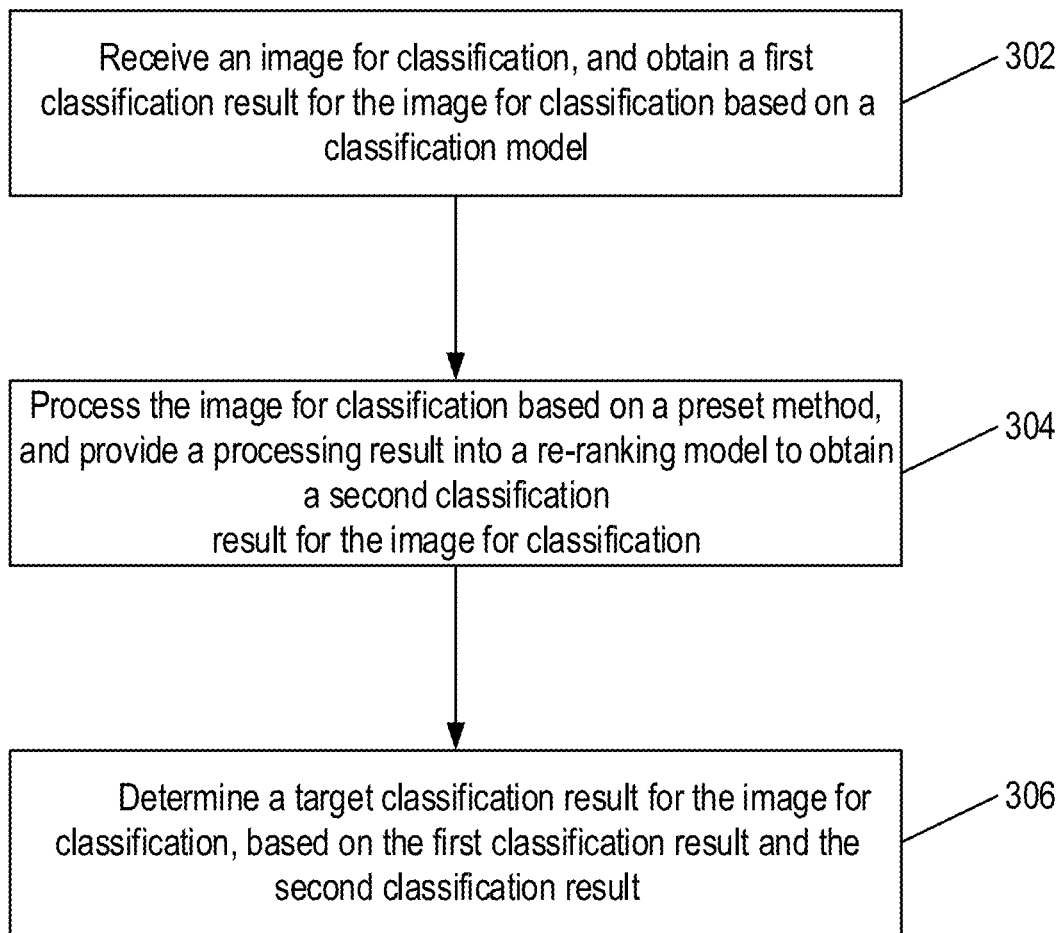 Receive an image for classification, and obtain a first
classification result for the image for classification based on a
classification model
302
Process the image for classification based on a preset method,
and provide a processing result into a re-ranking model to obtain
a second classification
result for the image for classification
304
Determine a target classification result for the image for
classification, based on the first classification result and the
second classification result
306